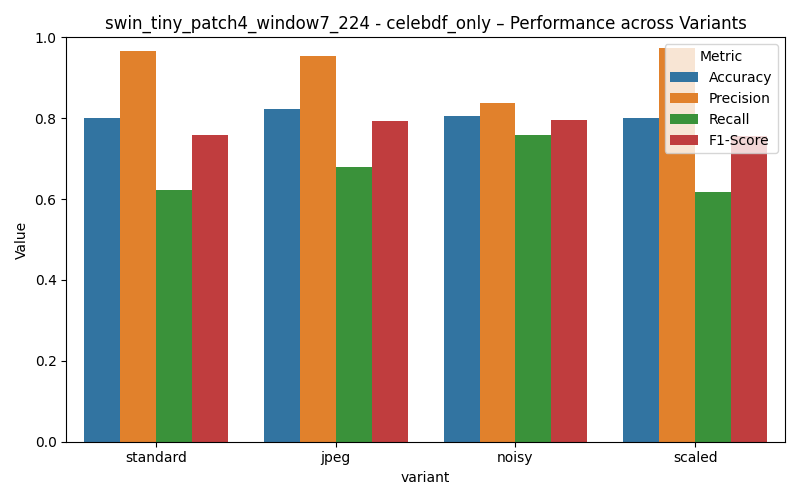 swin_tiny_patch4_window7_224 - celebdf_only – Performance across Variants
Metric
Accuracy
Precision
Recall
F1-Score
Value
1.0
0.8
0.6
0.4
0.2
0.0
standard jpeg noisy scaled
variant